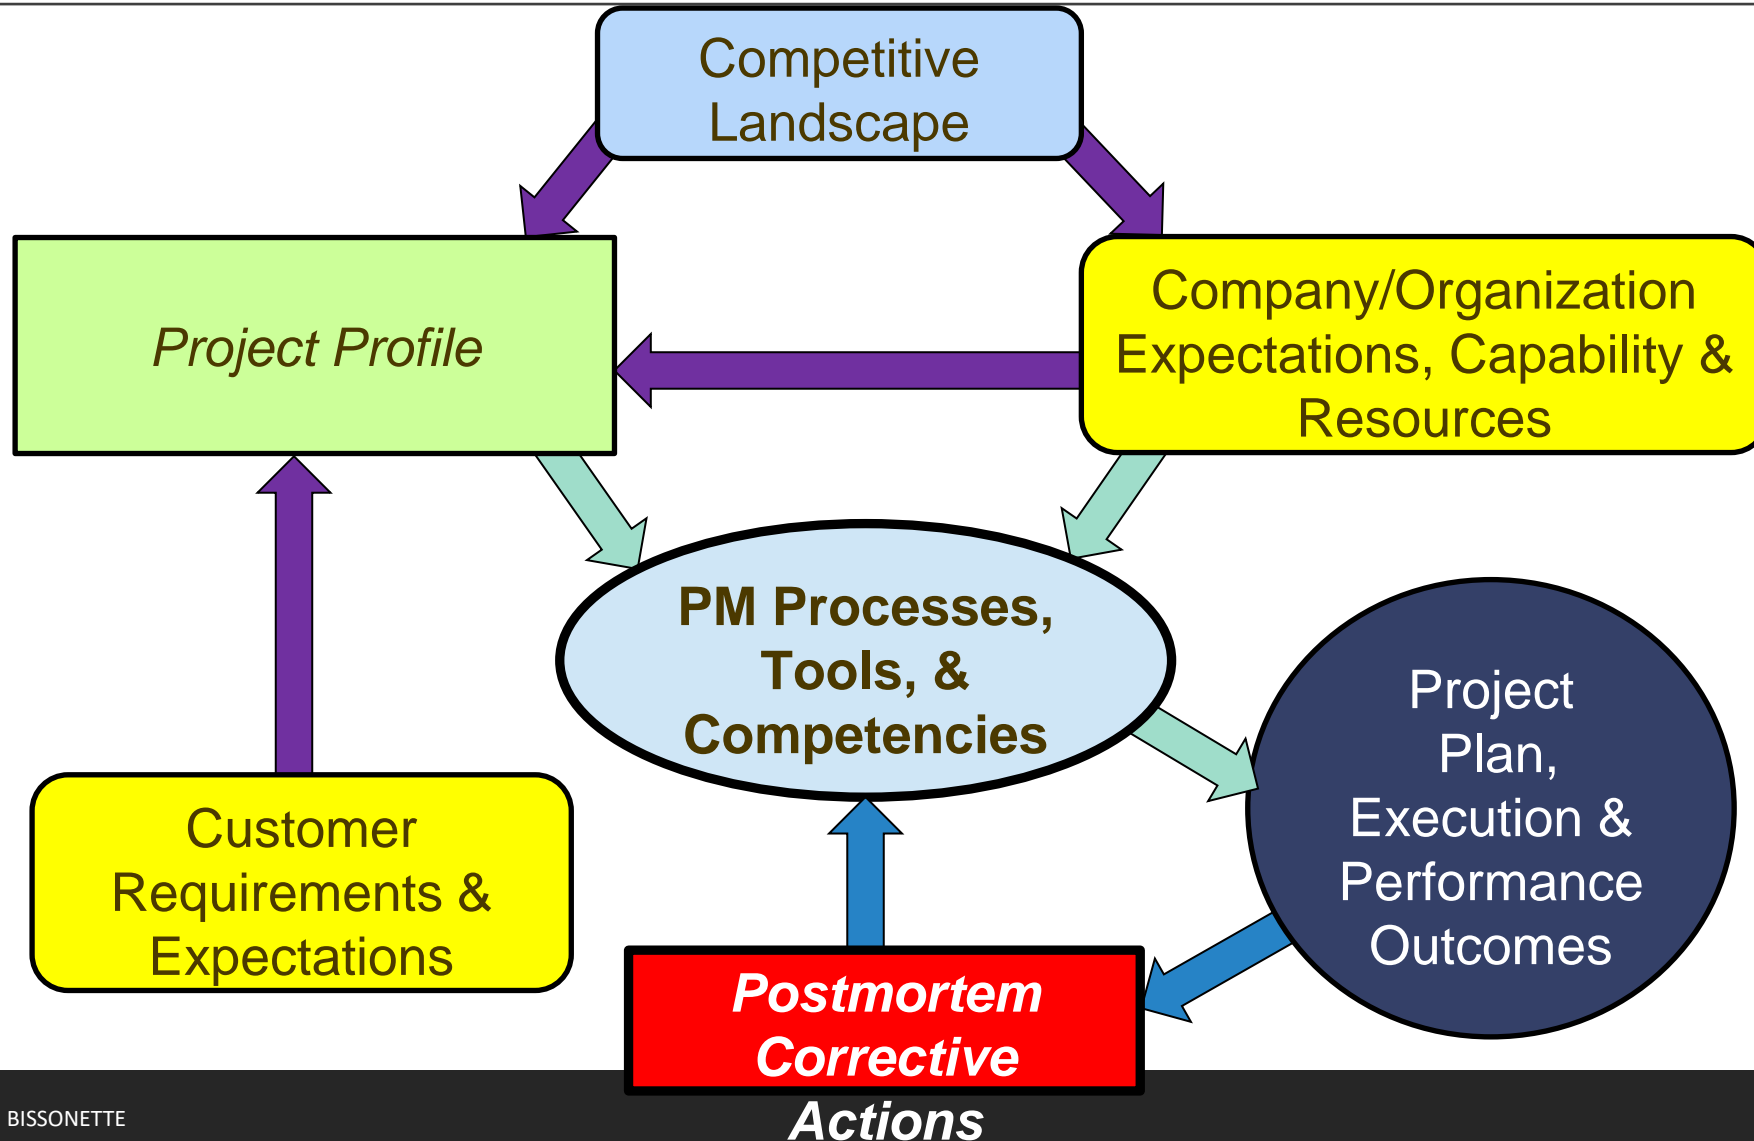 Competitive
Landscape
Project Profile
Company/Organization
Expectations, Capability &
Resources
PM Processes,
Tools, &
Competencies
Project
Plan,
Execution &
Performance
Outcomes
Customer
Requirements &
Expectations
Postmortem
Corrective
Actions
BISSONETTE